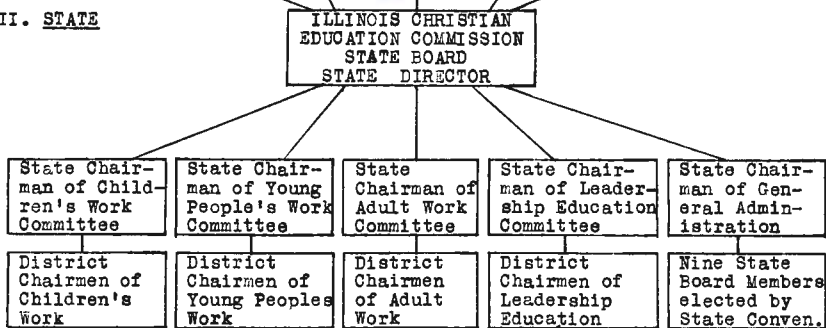 II. STATE
ILLINOIS CHRISTIAN
EDUCATION COMMISSION
STATE BOARD
STATE DIRECTOR
State Chair-
man of Child-
ren's Work
Committee
State Chair-
man of Young
People's Work
Committee
State
Chairman of
Adult Work
Committee
State Chair-
man of Leader-
ship Education
Committee
State Chair-
man of Gen-
eral Admin-
istration
District
Chairmen of
Children's
Work
District
Chairmen of
Young Peoples
Work
District
Chairmen
of Adult
Work
District
Chairmen of
Leadership
Education
Nine State
Board Members
elected by
State Conven.